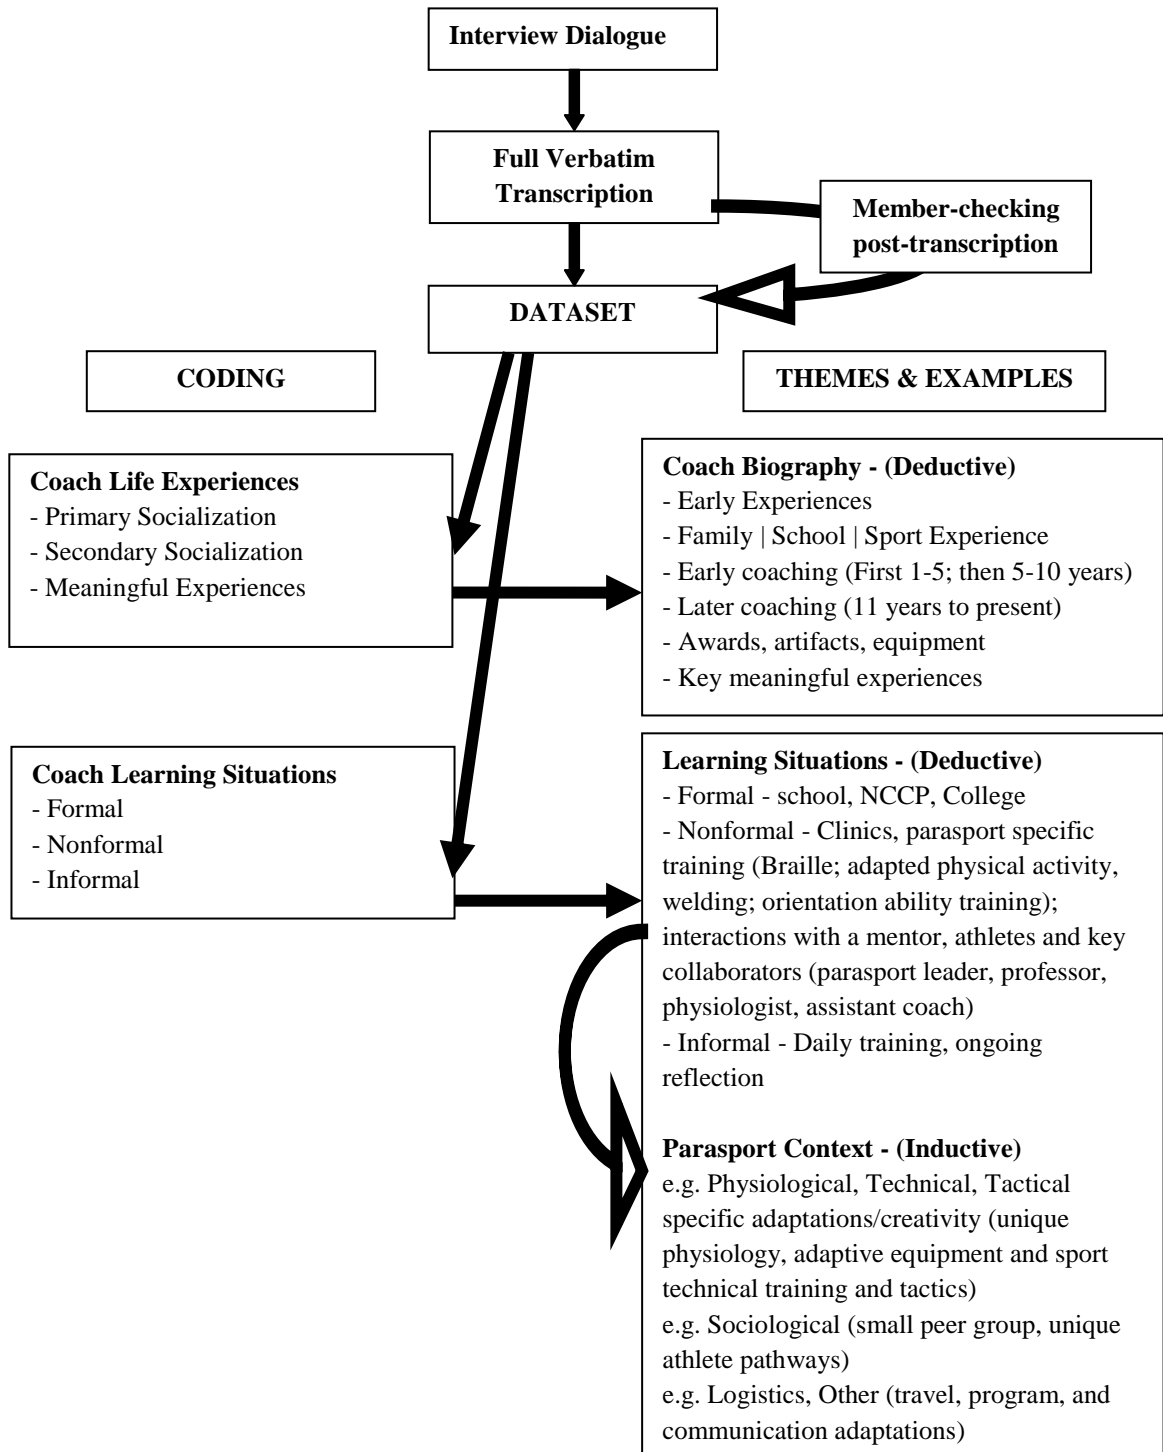 Interview Dialogue
Full Verbatim
Transcription
Member-checking
post-transcription
DATASET
CODING
THEMES & EXAMPLES
Coach Life Experiences
- Primary Socialization
- Secondary Socialization
- Meaningful Experiences
Coach Biography - (Deductive)
- Early Experiences
- Family | School | Sport Experience
- Early coaching (First 1-5; then 5-10 years)
- Later coaching (11 years to present)
- Awards, artifacts, equipment
- Key meaningful experiences
Coach Learning Situations
- Formal
- Nonformal
- Informal
Learning Situations - (Deductive)
- Formal - school, NCCP, College
- Nonformal - Clinics, parasport specific
training (Braille; adapted physical activity,
welding; orientation ability training);
interactions with a mentor, athletes and key
collaborators (parasport leader, professor,
physiologist, assistant coach)
- Informal - Daily training, ongoing
reflection
Parasport Context - (Inductive)
e.g. Physiological, Technical, Tactical
specific adaptations/creativity (unique
physiology, adaptive equipment and sport
technical training and tactics)
e.g. Sociological (small peer group, unique
athlete pathways)
e.g. Logistics, Other (travel, program, and
communication adaptations)